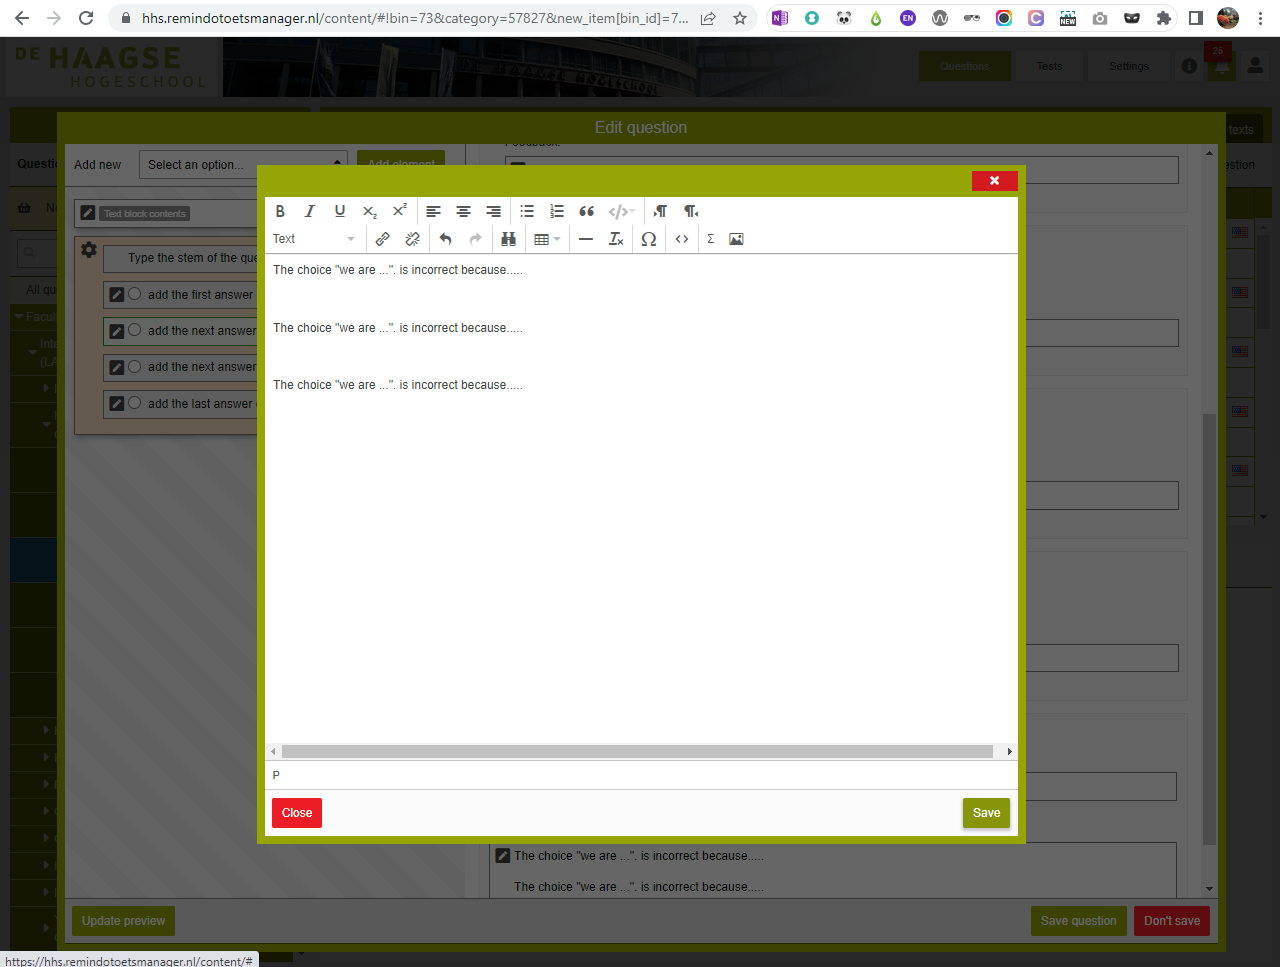 hhs.remindotoetsmanager.nl/content/#!bin=73&category=57827&new_item[bin_id]=7...
DE HAAGSE
HOGESCHOOL
Questions
Tests
Settings
25
Edit question
texts
Add new
Select an option...
Add element
Text block contents
Type the stem of the que
add the first answer
add the next answer
add the next answer
add the last answer
All qu
Facult
B I U X₂ X²
Text
Σ
The choice "we are ...". is incorrect because.....
The choice "we are ...". is incorrect because.....
The choice "we are ...". is incorrect because.....
P
Close
Save
The choice "we are ...". is incorrect because.....
The choice "we are ...". is incorrect because.....
Update preview
Save question
Don't save
https://hhs.remindotoetsmanager.nl/content/#